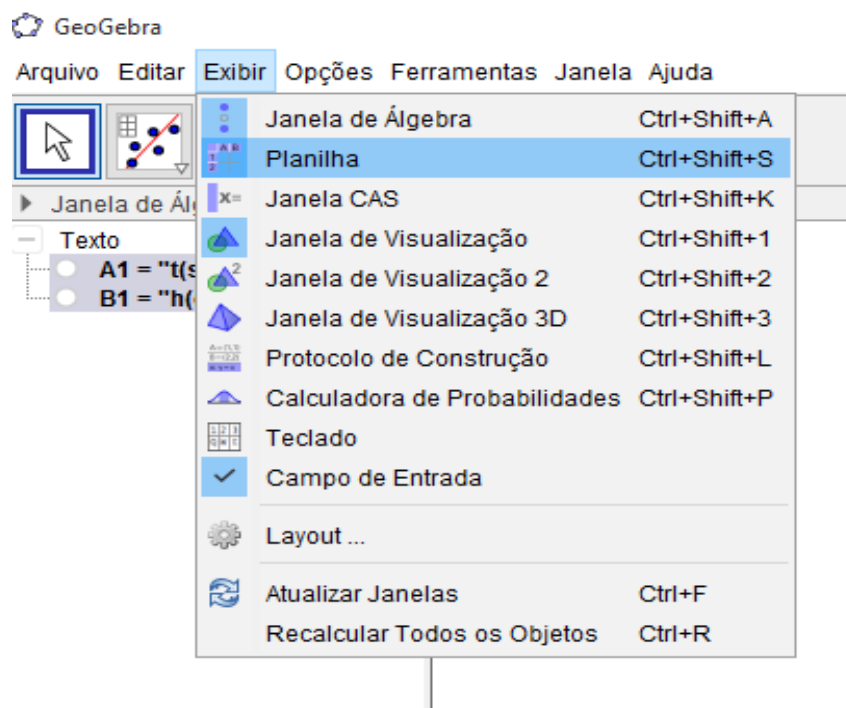 GeoGebra
Arquivo Editar Exibir Opções Ferramentas Janela Ajuda
Janela de Álgebra Ctrl+Shift+A
Planilha Ctrl+Shift+S
Janela de Ál
Janela CAS Ctrl+Shift+K
Texto
Janela de Visualização Ctrl+Shift+1
A1 = "t(s
Janela de Visualização 2 Ctrl+Shift+2
B1 = "h(
Janela de Visualização 3D Ctrl+Shift+3
Protocolo de Construção Ctrl+Shift+L
Calculadora de Probabilidades Ctrl+Shift+P
Teclado
Campo de Entrada
Layout ...
Atualizar Janelas Ctrl+F
Recalcular Todos os Objetos Ctrl+R